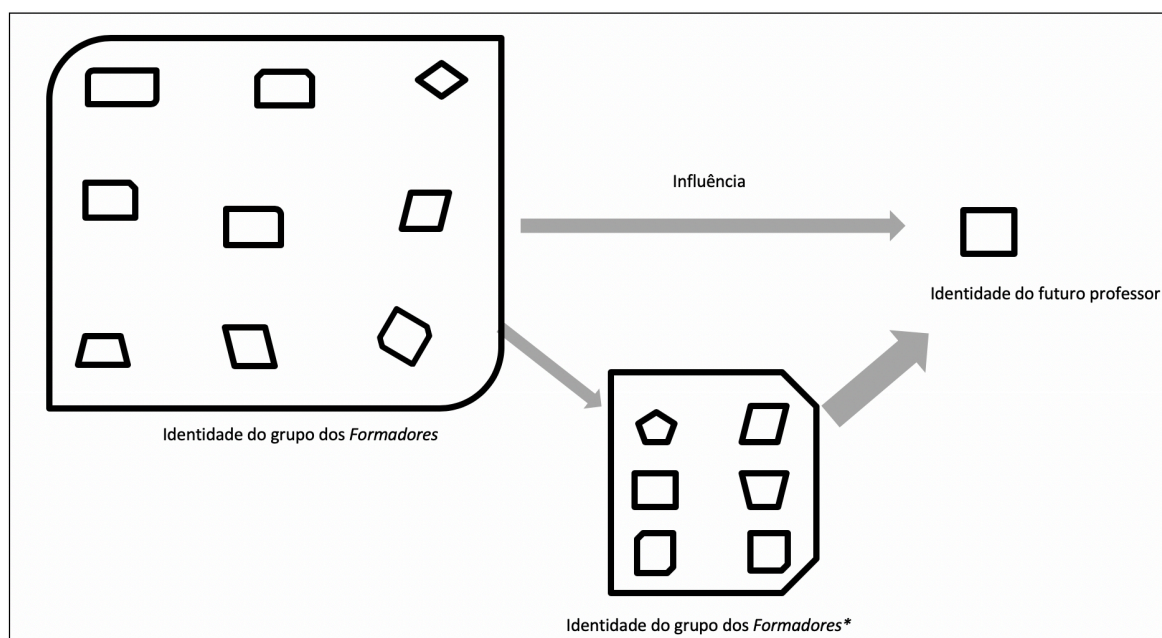 Influência
Identidade do futuro professor
Identidade do grupo dos Formadores
Identidade do grupo dos Formadores*